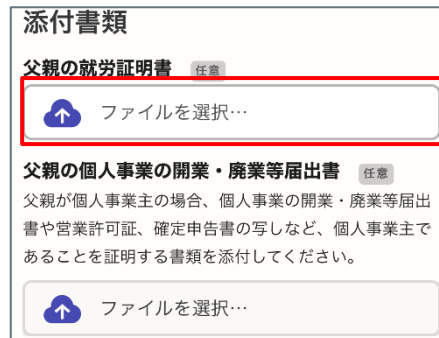 添付書類
父親の就労証明書 任意
ファイルを選択…
父親の個人事業の開業・廃業等届出書 任意
父親が個人事業主の場合、個人事業の開業・廃業等届出
書や営業許可証、確定申告書の写しなど、個人事業主で
あることを証明する書類を添付してください。
ファイルを選択…